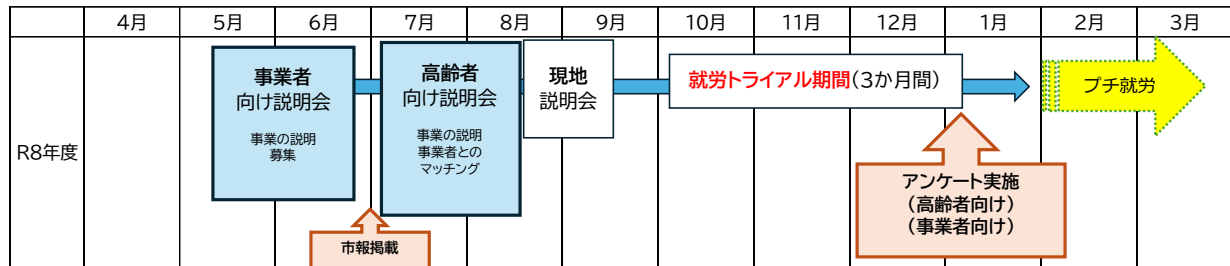 4月 5月 6月 7月 8月 9月 10月 11月 12月 1月 2月 3月
R8年度
事業者
向け説明会
事業の説明
募集
高齢者
向け説明会
事業の説明
事業者との
マッチング
現地
説明会
就労トライアル期間(3か月間)
プチ就労
市報掲載
アンケート実施
(高齢者向け)
(事業者向け)